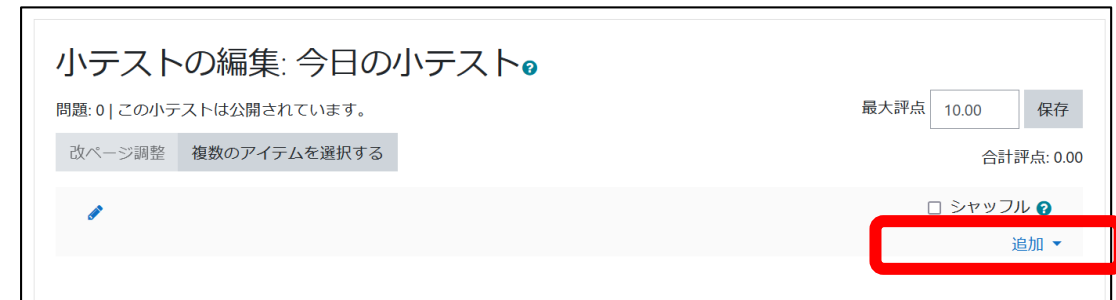 小テストの編集: 今日の小テスト
問題: 0 | この小テストは公開されています。
最大評点 10.00 保存
改ページ調整 複数のアイテムを選択する
合計評点: 0.00
シャッフル
追加